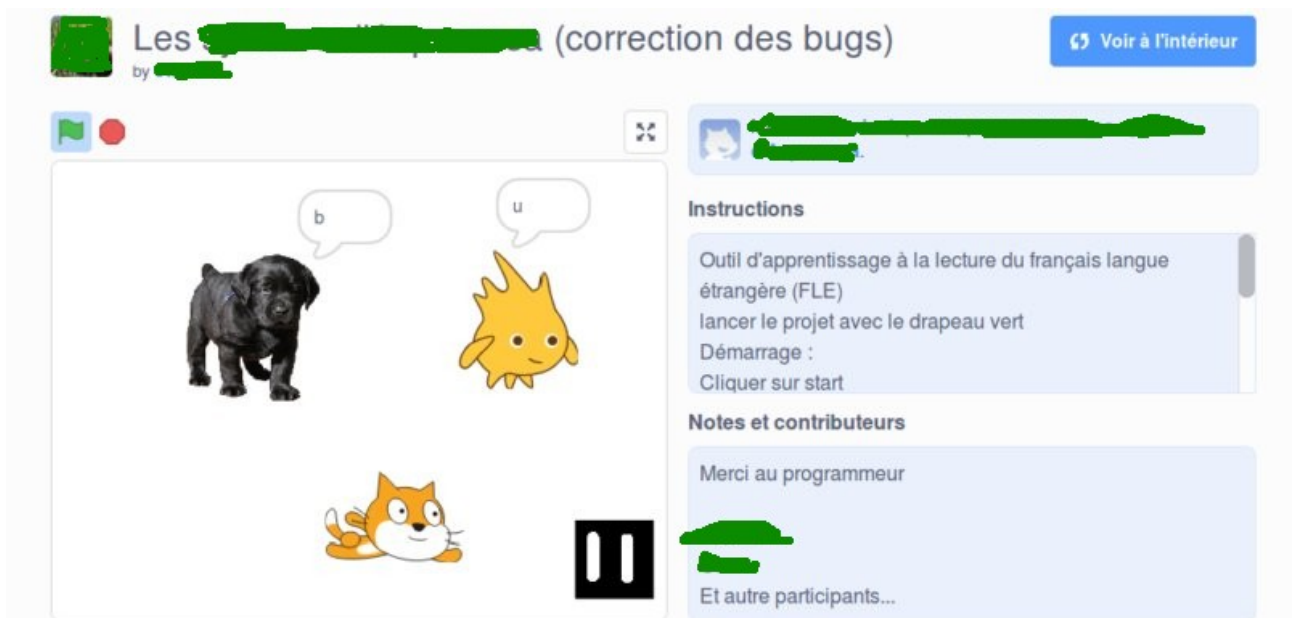 Les (correction des bugs)
by
Voir à l'intérieur
b
u
Instructions
Outil d'apprentissage à la lecture du français langue
étrangère (FLE)
lancer le projet avec le drapeau vert
Démarrage :
Cliquer sur start
Notes et contributeurs
Merci au programmeur
Et autre participants...